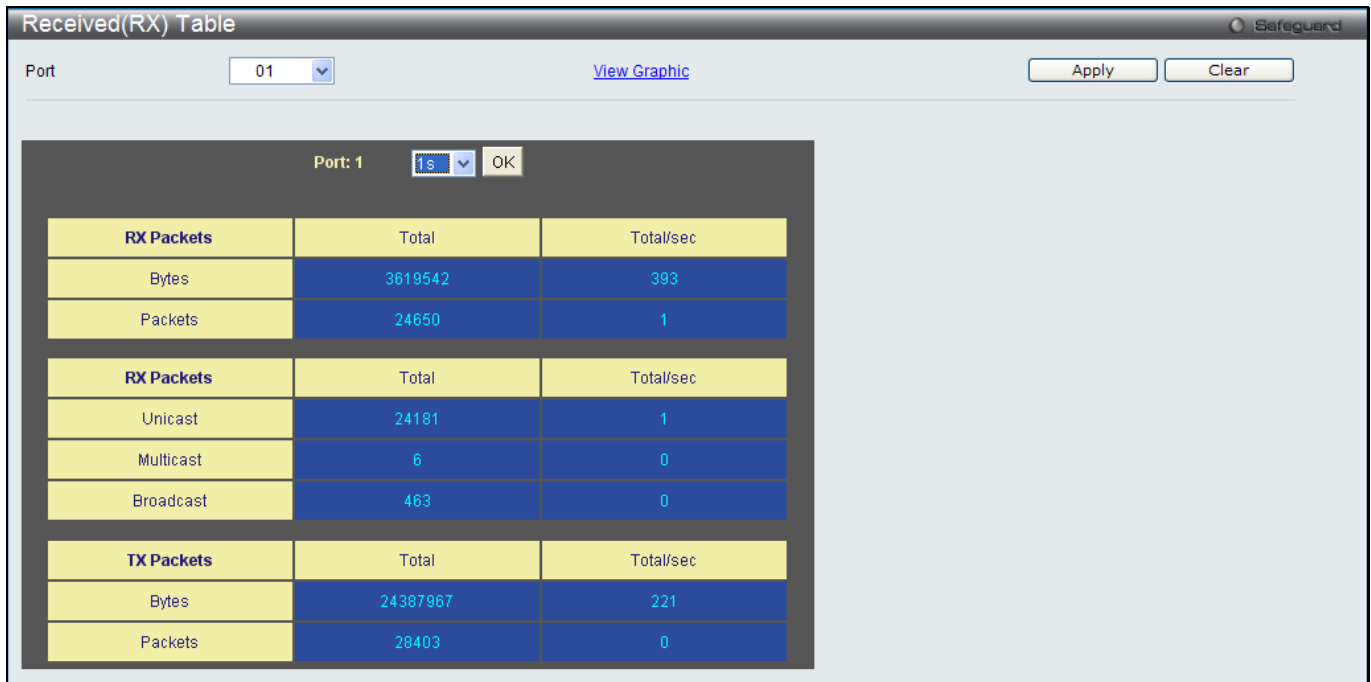 Received(RX) Table Safeguard
Port 01 View Graphic Apply Clear
Port: 1 1s OK
RX Packets Total Total/sec
Bytes 3619542 393
Packets 24650 1
RX Packets Total Total/sec
Unicast 24181 1
Multicast 6 0
Broadcast 463 0
TX Packets Total Total/sec
Bytes 24387967 221
Packets 28403 0